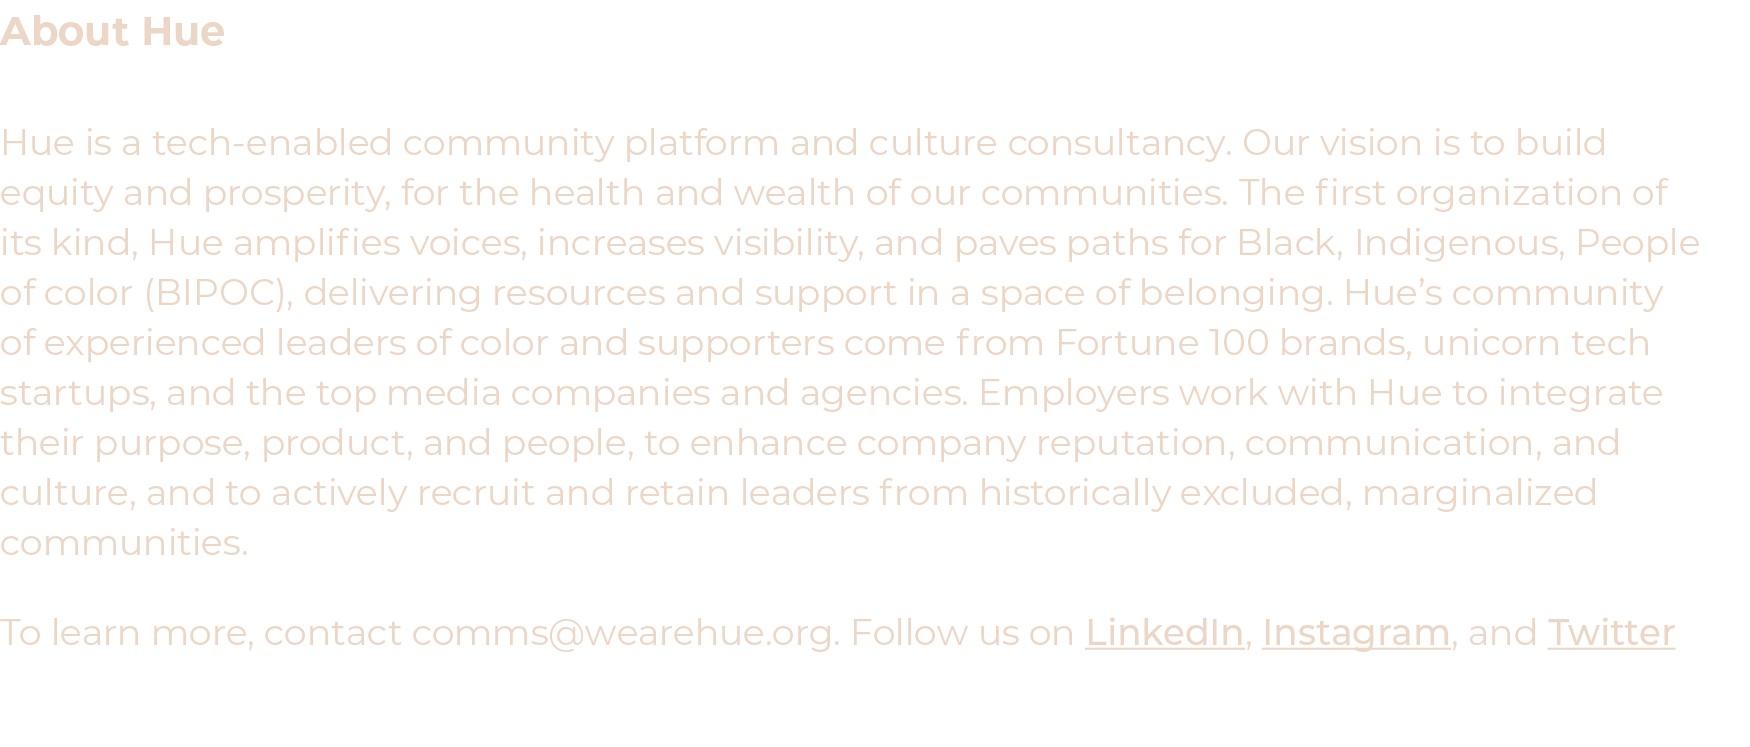 About Hue
Hue is a tech-enabled community platform and culture consultancy. Our vision is to build
equity and prosperity, for the health and wealth of our communities. The first organization of
its kind, Hue amplifies voices, increases visibility, and paves paths for Black, Indigenous, People
of color (BIPOC), delivering resources and support in a space of belonging. Hue’s community
of experienced leaders of color and supporters come from Fortune 100 brands, unicorn tech
startups, and the top media companies and agencies. Employers work with Hue to integrate
their purpose, product, and people, to enhance company reputation, communication, and
culture, and to actively recruit and retain leaders from historically excluded, marginalized
communities.
To learn more, contact comms@wearehue.org. Follow us on LinkedIn, Instagram, and Twitter